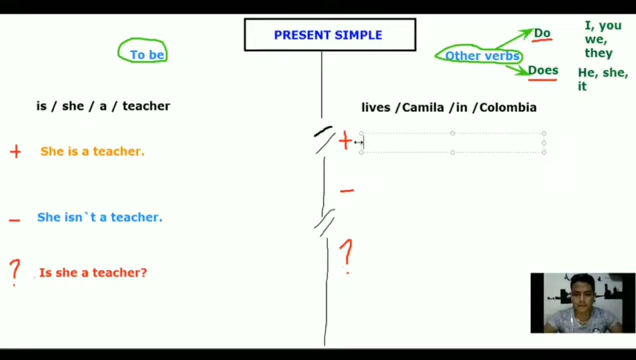 PRESENT SIMPLE
To be
Other verbs
Do
I, you
we,
they
Does
He, she,
it
is / she / a / teacher
+ She is a teacher.
- She isn`t a teacher.
? Is she a teacher?
lives /Camila /in /Colombia
+
-
?